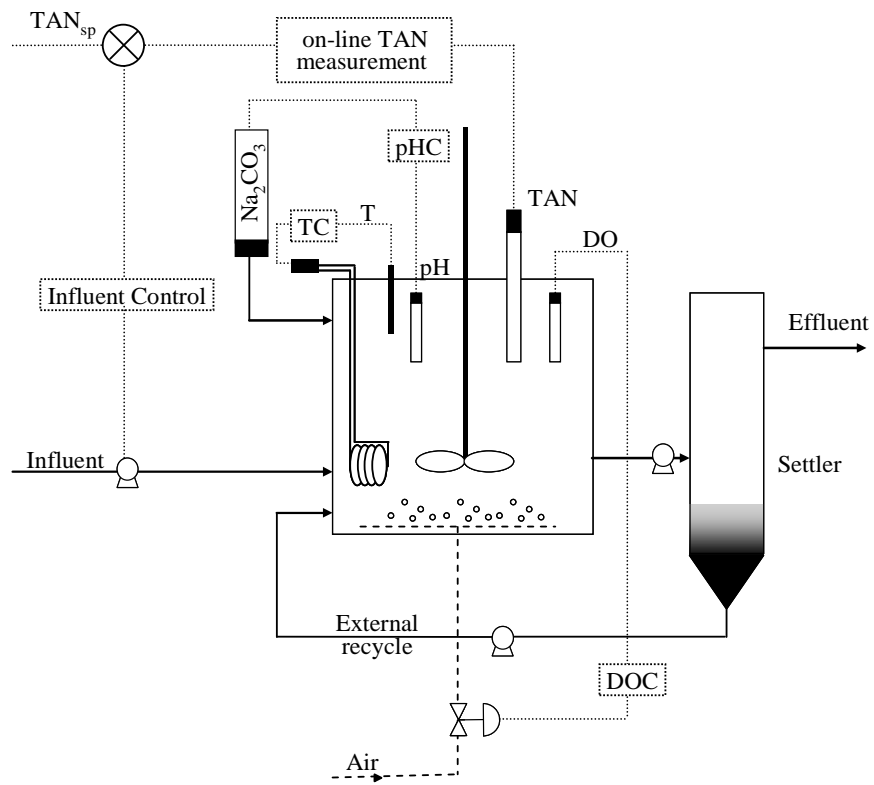 TANsp
on-line TAN
measurement
pHC
Na2CO3
TAN
TC
T
DO
pH
Influent Control
Effluent
Influent
Settler
External
recycle
DOC
Air